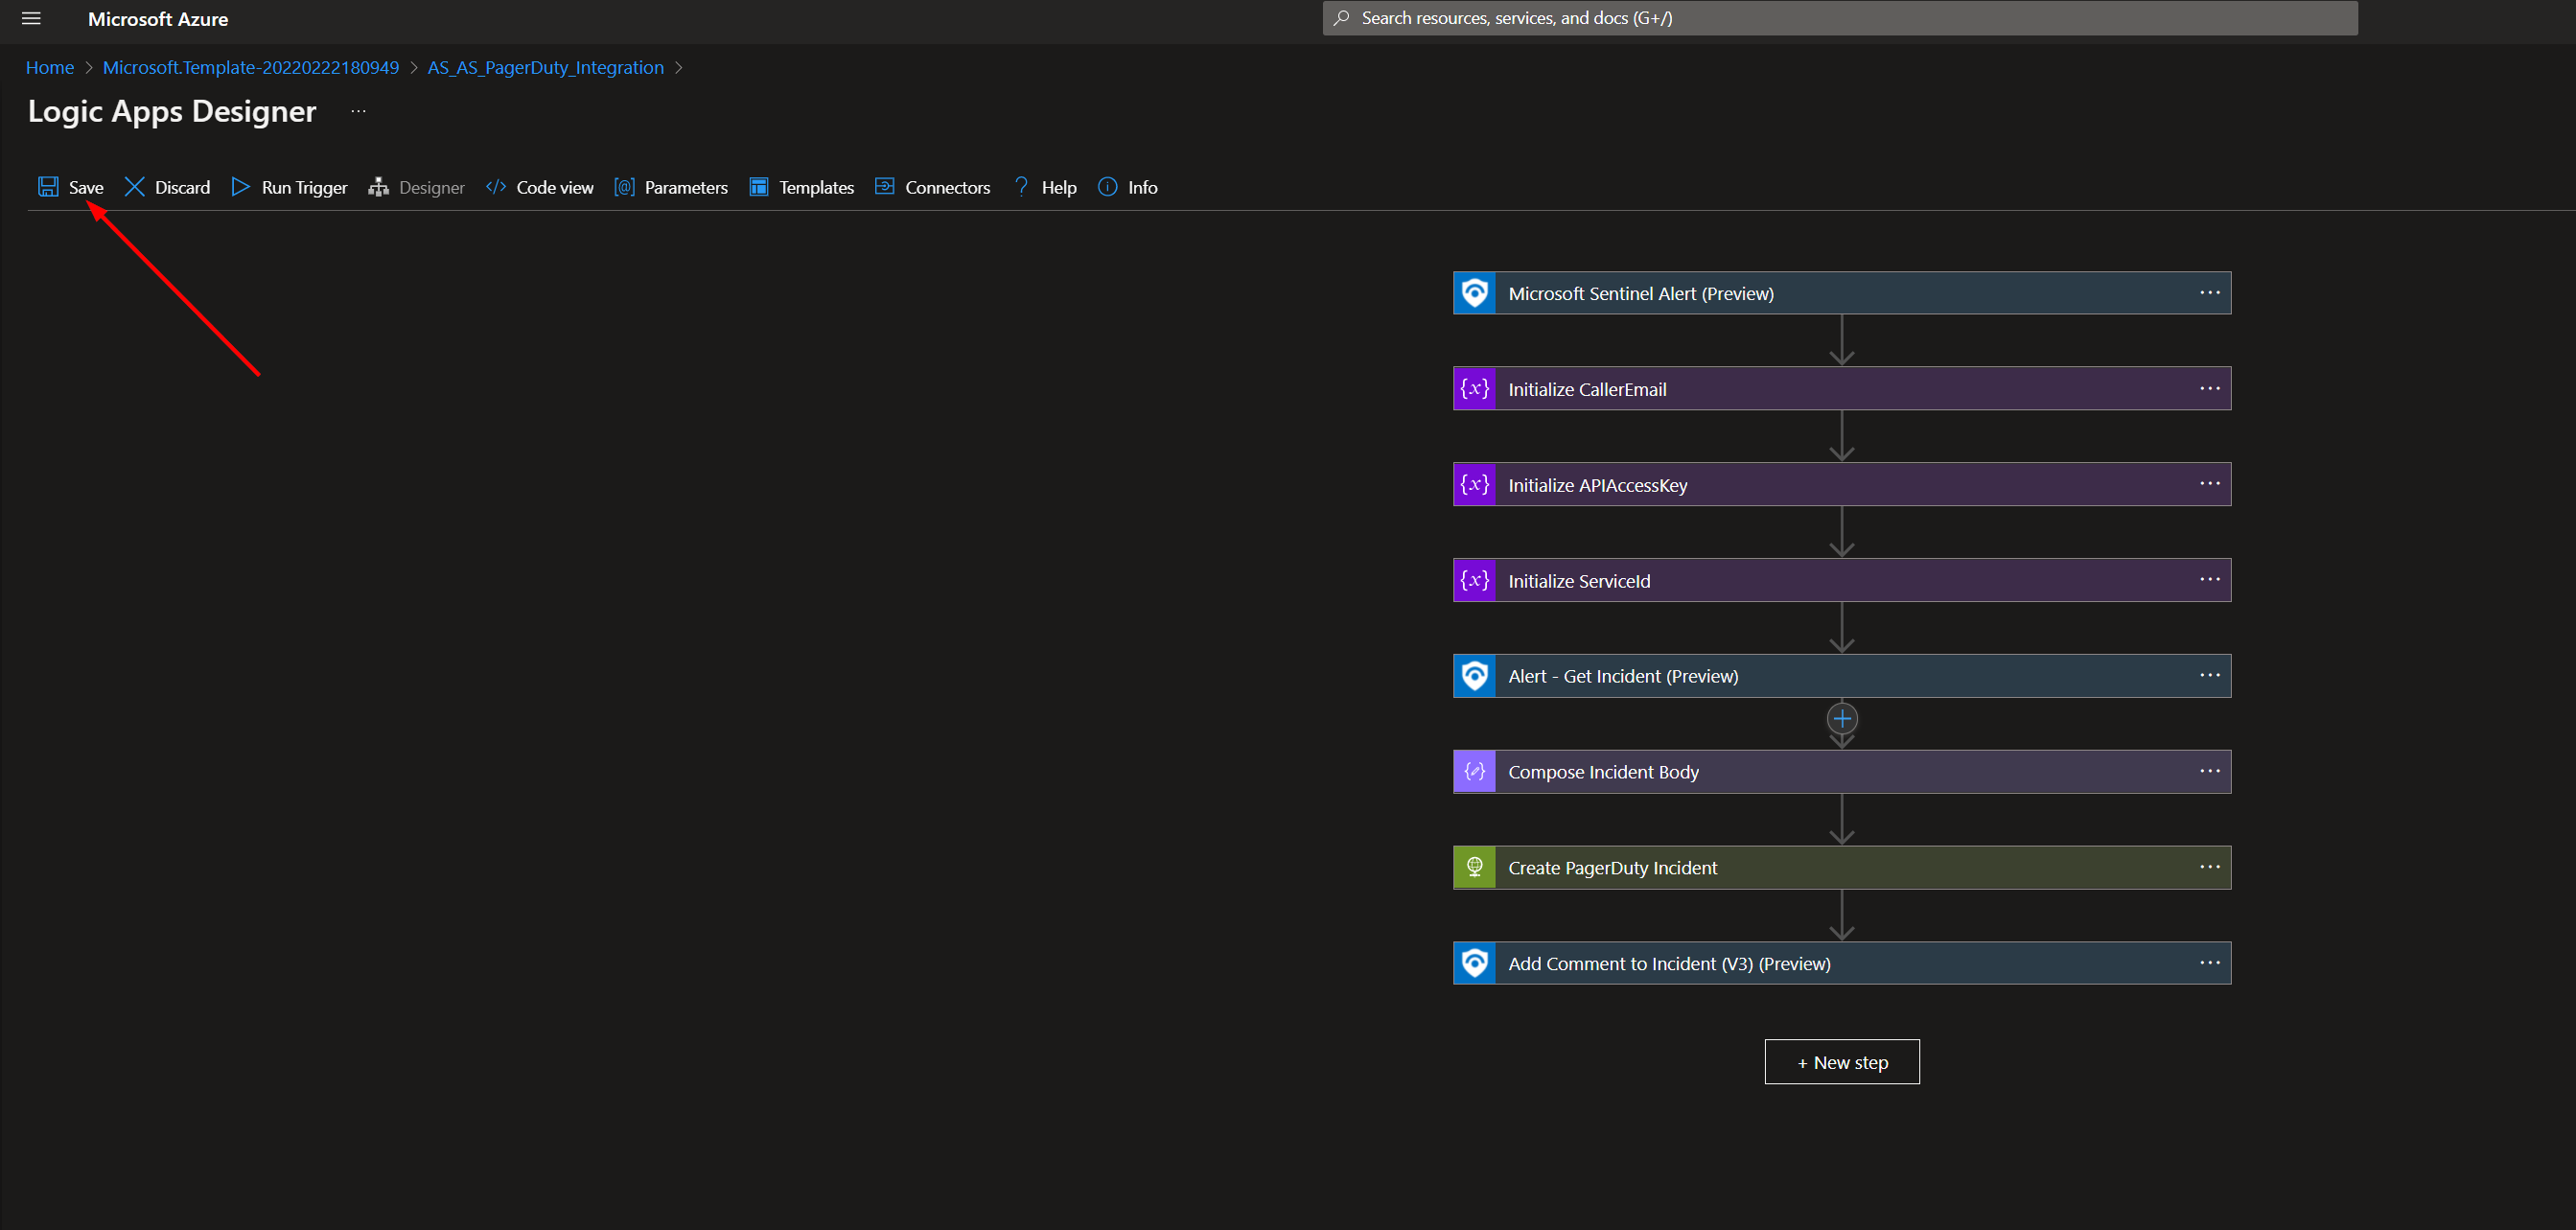 Microsoft Azure
Search resources, services, and docs (G+/)
Home > Microsoft.Template-20220222180949 > AS_AS_PagerDuty_Integration >
Logic Apps Designer ...
Save Discard Run Trigger Designer Code view Parameters Templates Connectors Help Info
Microsoft Sentinel Alert (Preview)
Initialize CallerEmail
Initialize APIAccessKey
Initialize ServiceId
Alert - Get Incident (Preview)
Compose Incident Body
Create PagerDuty Incident
Add Comment to Incident (V3) (Preview)
+ New step